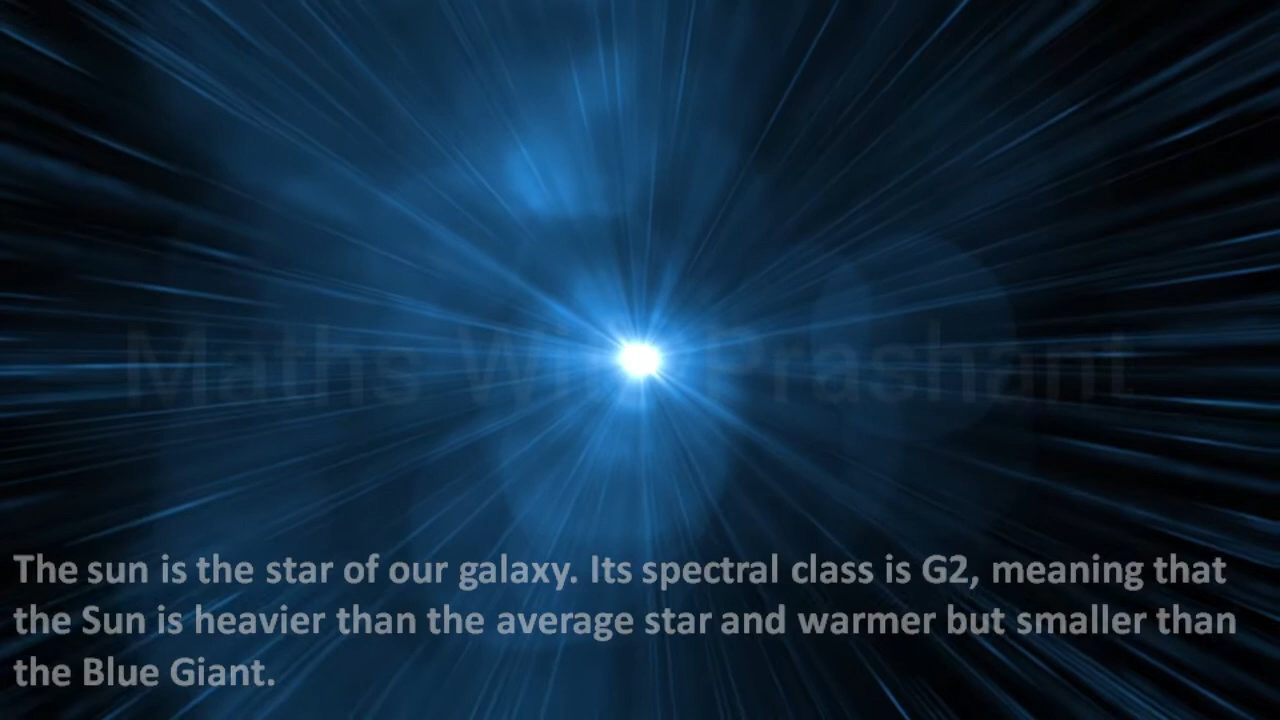 Maths With Prashant
The sun is the star of our galaxy. Its spectral class is G2, meaning that
the Sun is heavier than the average star and warmer but smaller than
the Blue Giant.